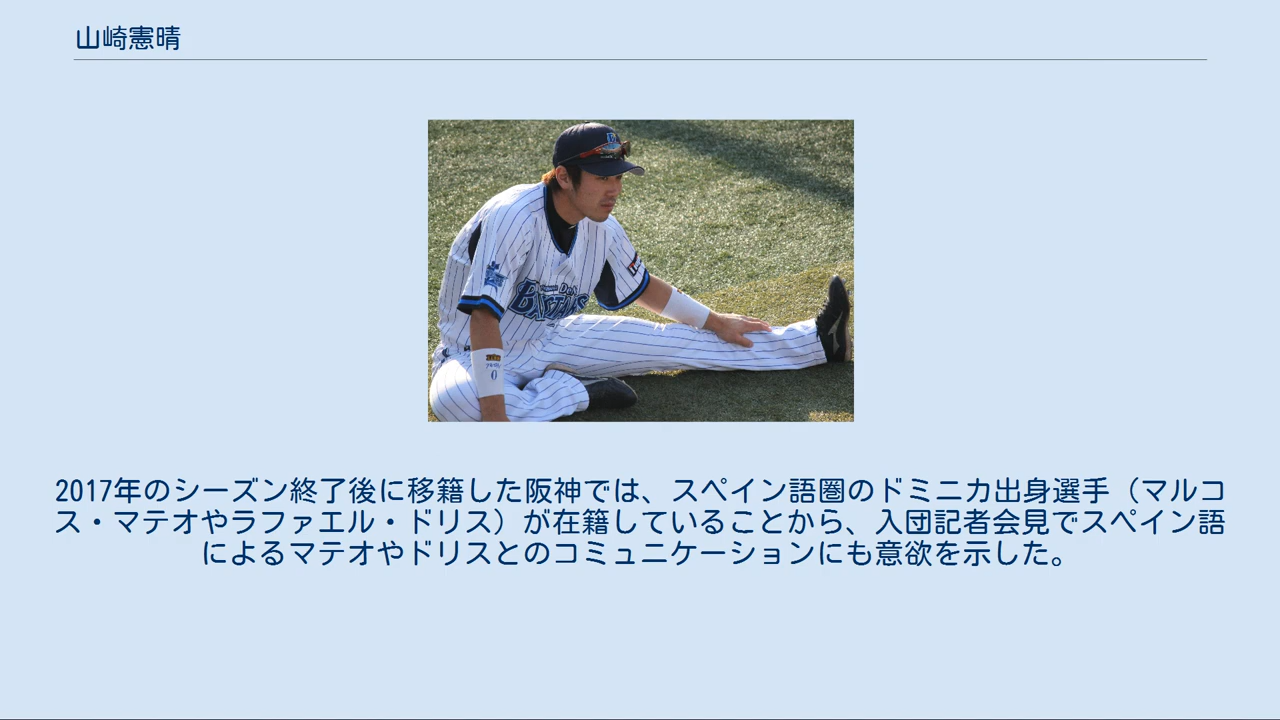 山崎憲晴
2017年のシーズン終了後に移籍した阪神では、スペイン語圏のドミニカ出身選手（マルコ
ス・マテオやラファエル・ドリス）が在籍していることから、入団記者会見でスペイン語
によるマテオやドリスとのコミュニケーションにも意欲を示した。